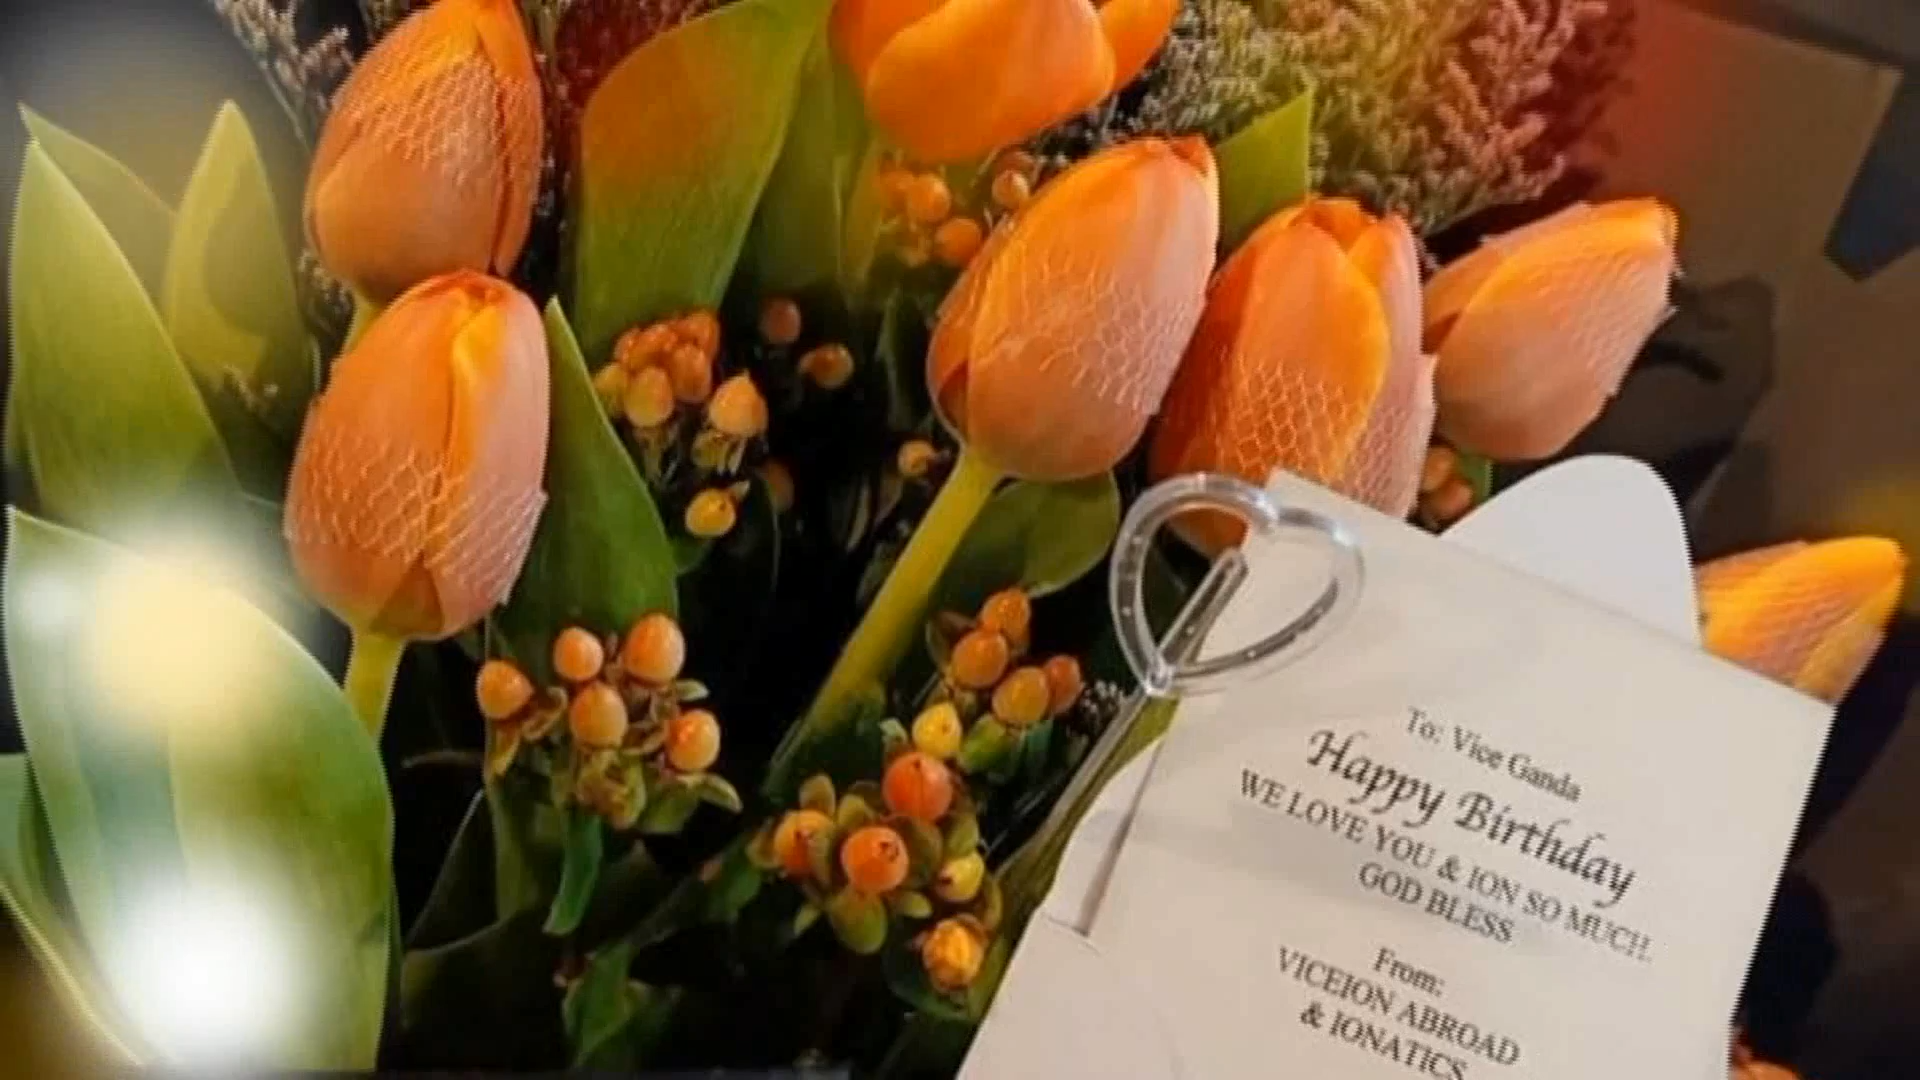 To: Vice Ganda
Happy Birthday
WE LOVE YOU & ION SO MUCH.
GOD BLESS
From:
VICEION ABROAD
& IONATICS